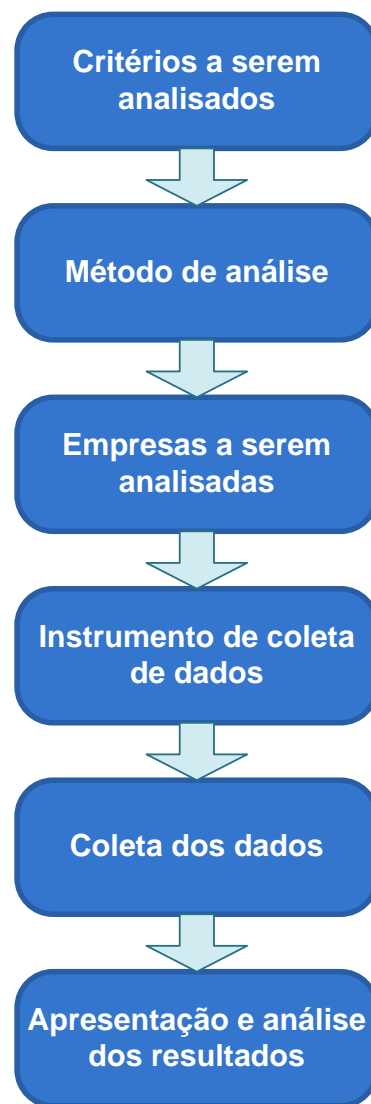 Critérios a serem
analisados
Método de análise
Empresas a serem
analisadas
Instrumento de coleta
de dados
Coleta dos dados
Apresentação e análise
dos resultados